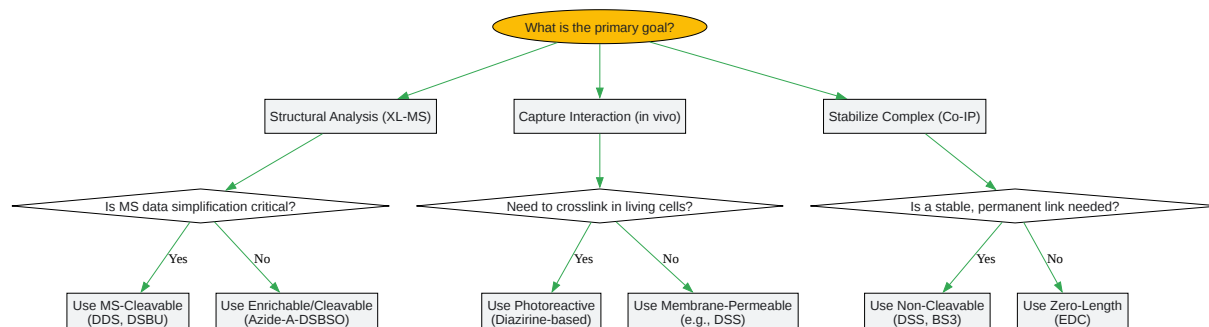 What is the primary goal?
Structural Analysis (XL-MS)
Capture Interaction (in vivo)
Stabilize Complex (Co-IP)
Is MS data simplification critical?
Need to crosslink in living cells?
Is a stable, permanent link needed?
Yes
No
Yes
No
Yes
No
Use MS-Cleavable
(DDS, DSBU)
Use Enrichable/Cleavable
(Azide-A-DSBSO)
Use Photoreactive
(Diazirine-based)
Use Membrane-Permeable
(e.g., DSS)
Use Non-Cleavable
(DSS, BS3)
Use Zero-Length
(EDC)